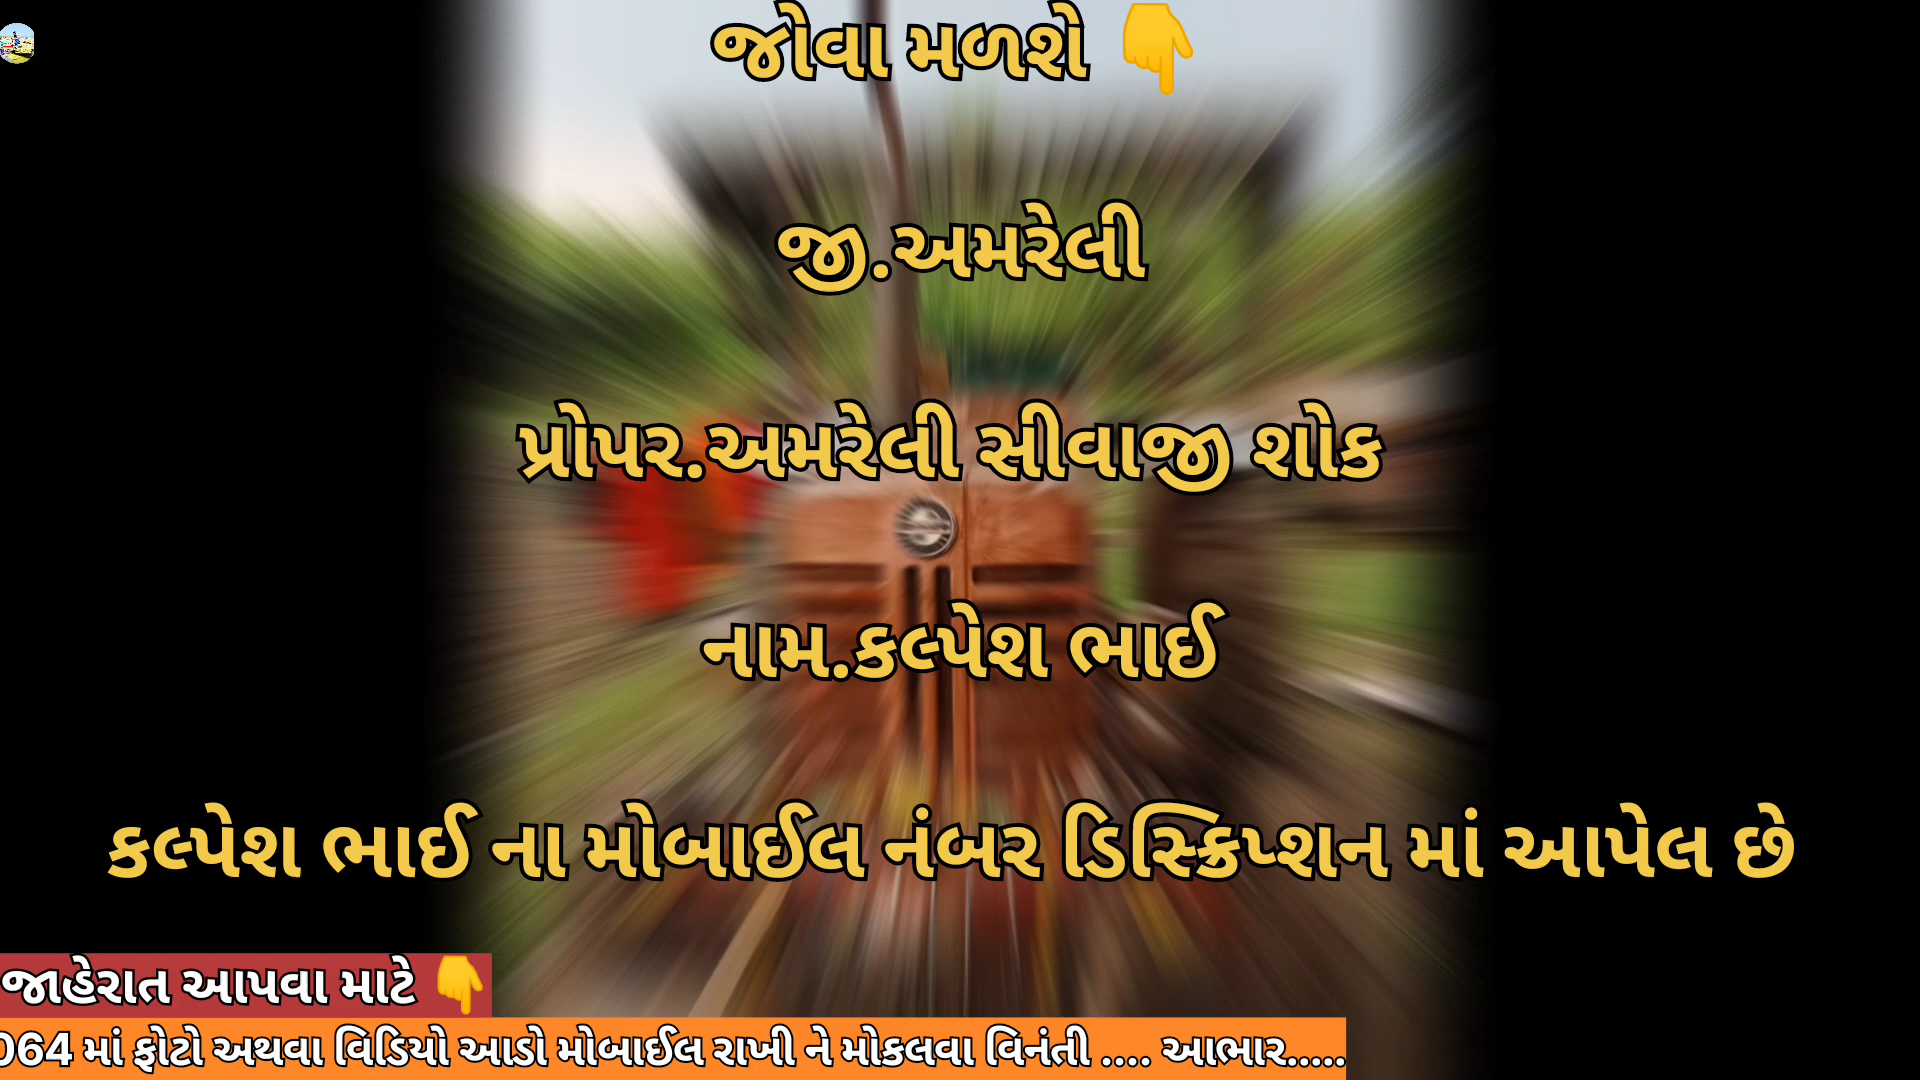 જોવા મળશે 👇
જી.અમરેલી
પ્રોપર.અમરેલી સીવાજી શોક
નામ.કલ્પેશ ભાઈ
કલ્પેશ ભાઈ ના મોબાઈલ નંબર ડિસ્ક્રિપ્શન માં આપેલ છે
જાહેરાત આપવા માટે 👇
064 માં ફોટો અથવા વિડિયો આડો મોબાઈલ રાખી ને મોકલવા વિનંતી .... આભાર.....